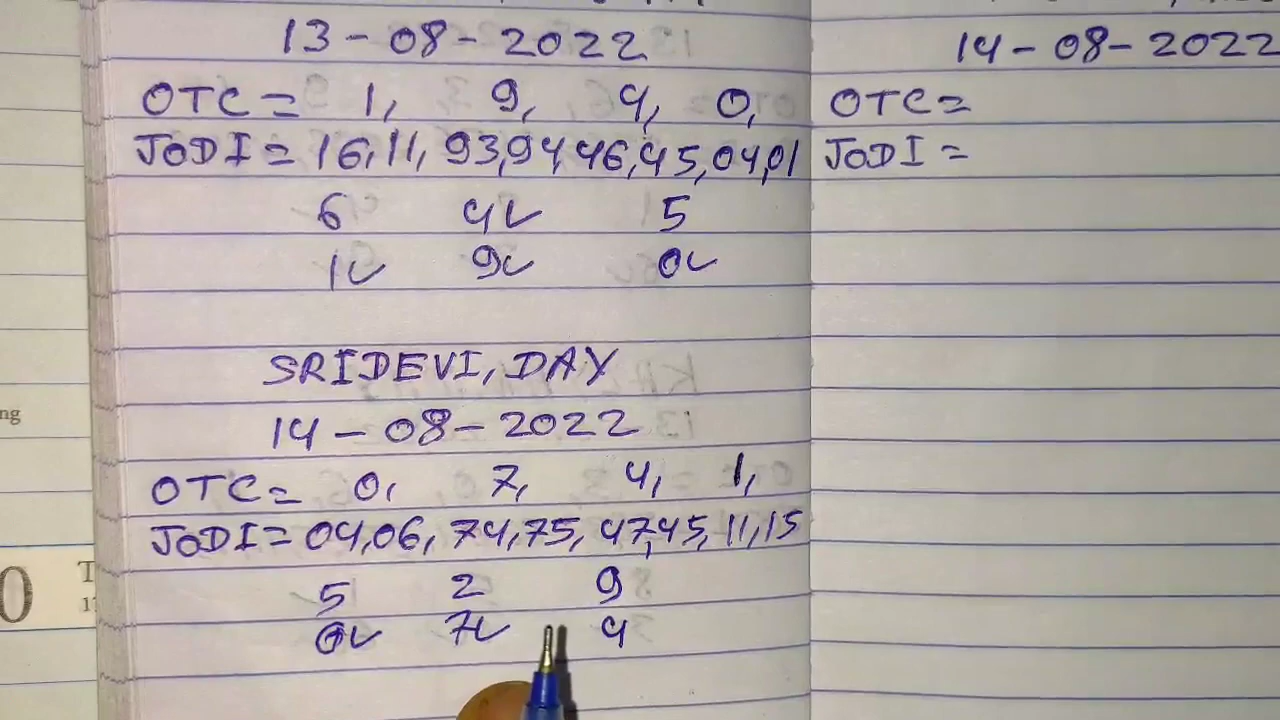 13-08-2022
OTC= 1, 9, 4, 0,
JODI=16,11,93,94,46,45,04,01
6 4✓ 5
1✓ 9✓ 0✓
SRIDEVI, DAY
14-08-2022
OTC= 0, 7, 4, 1,
JODI=04,06,74,75,47,45,11,15
5 2 9
0✓ 7✓ 4
14-08-2022
OTC=
JODI=
ng
0
T